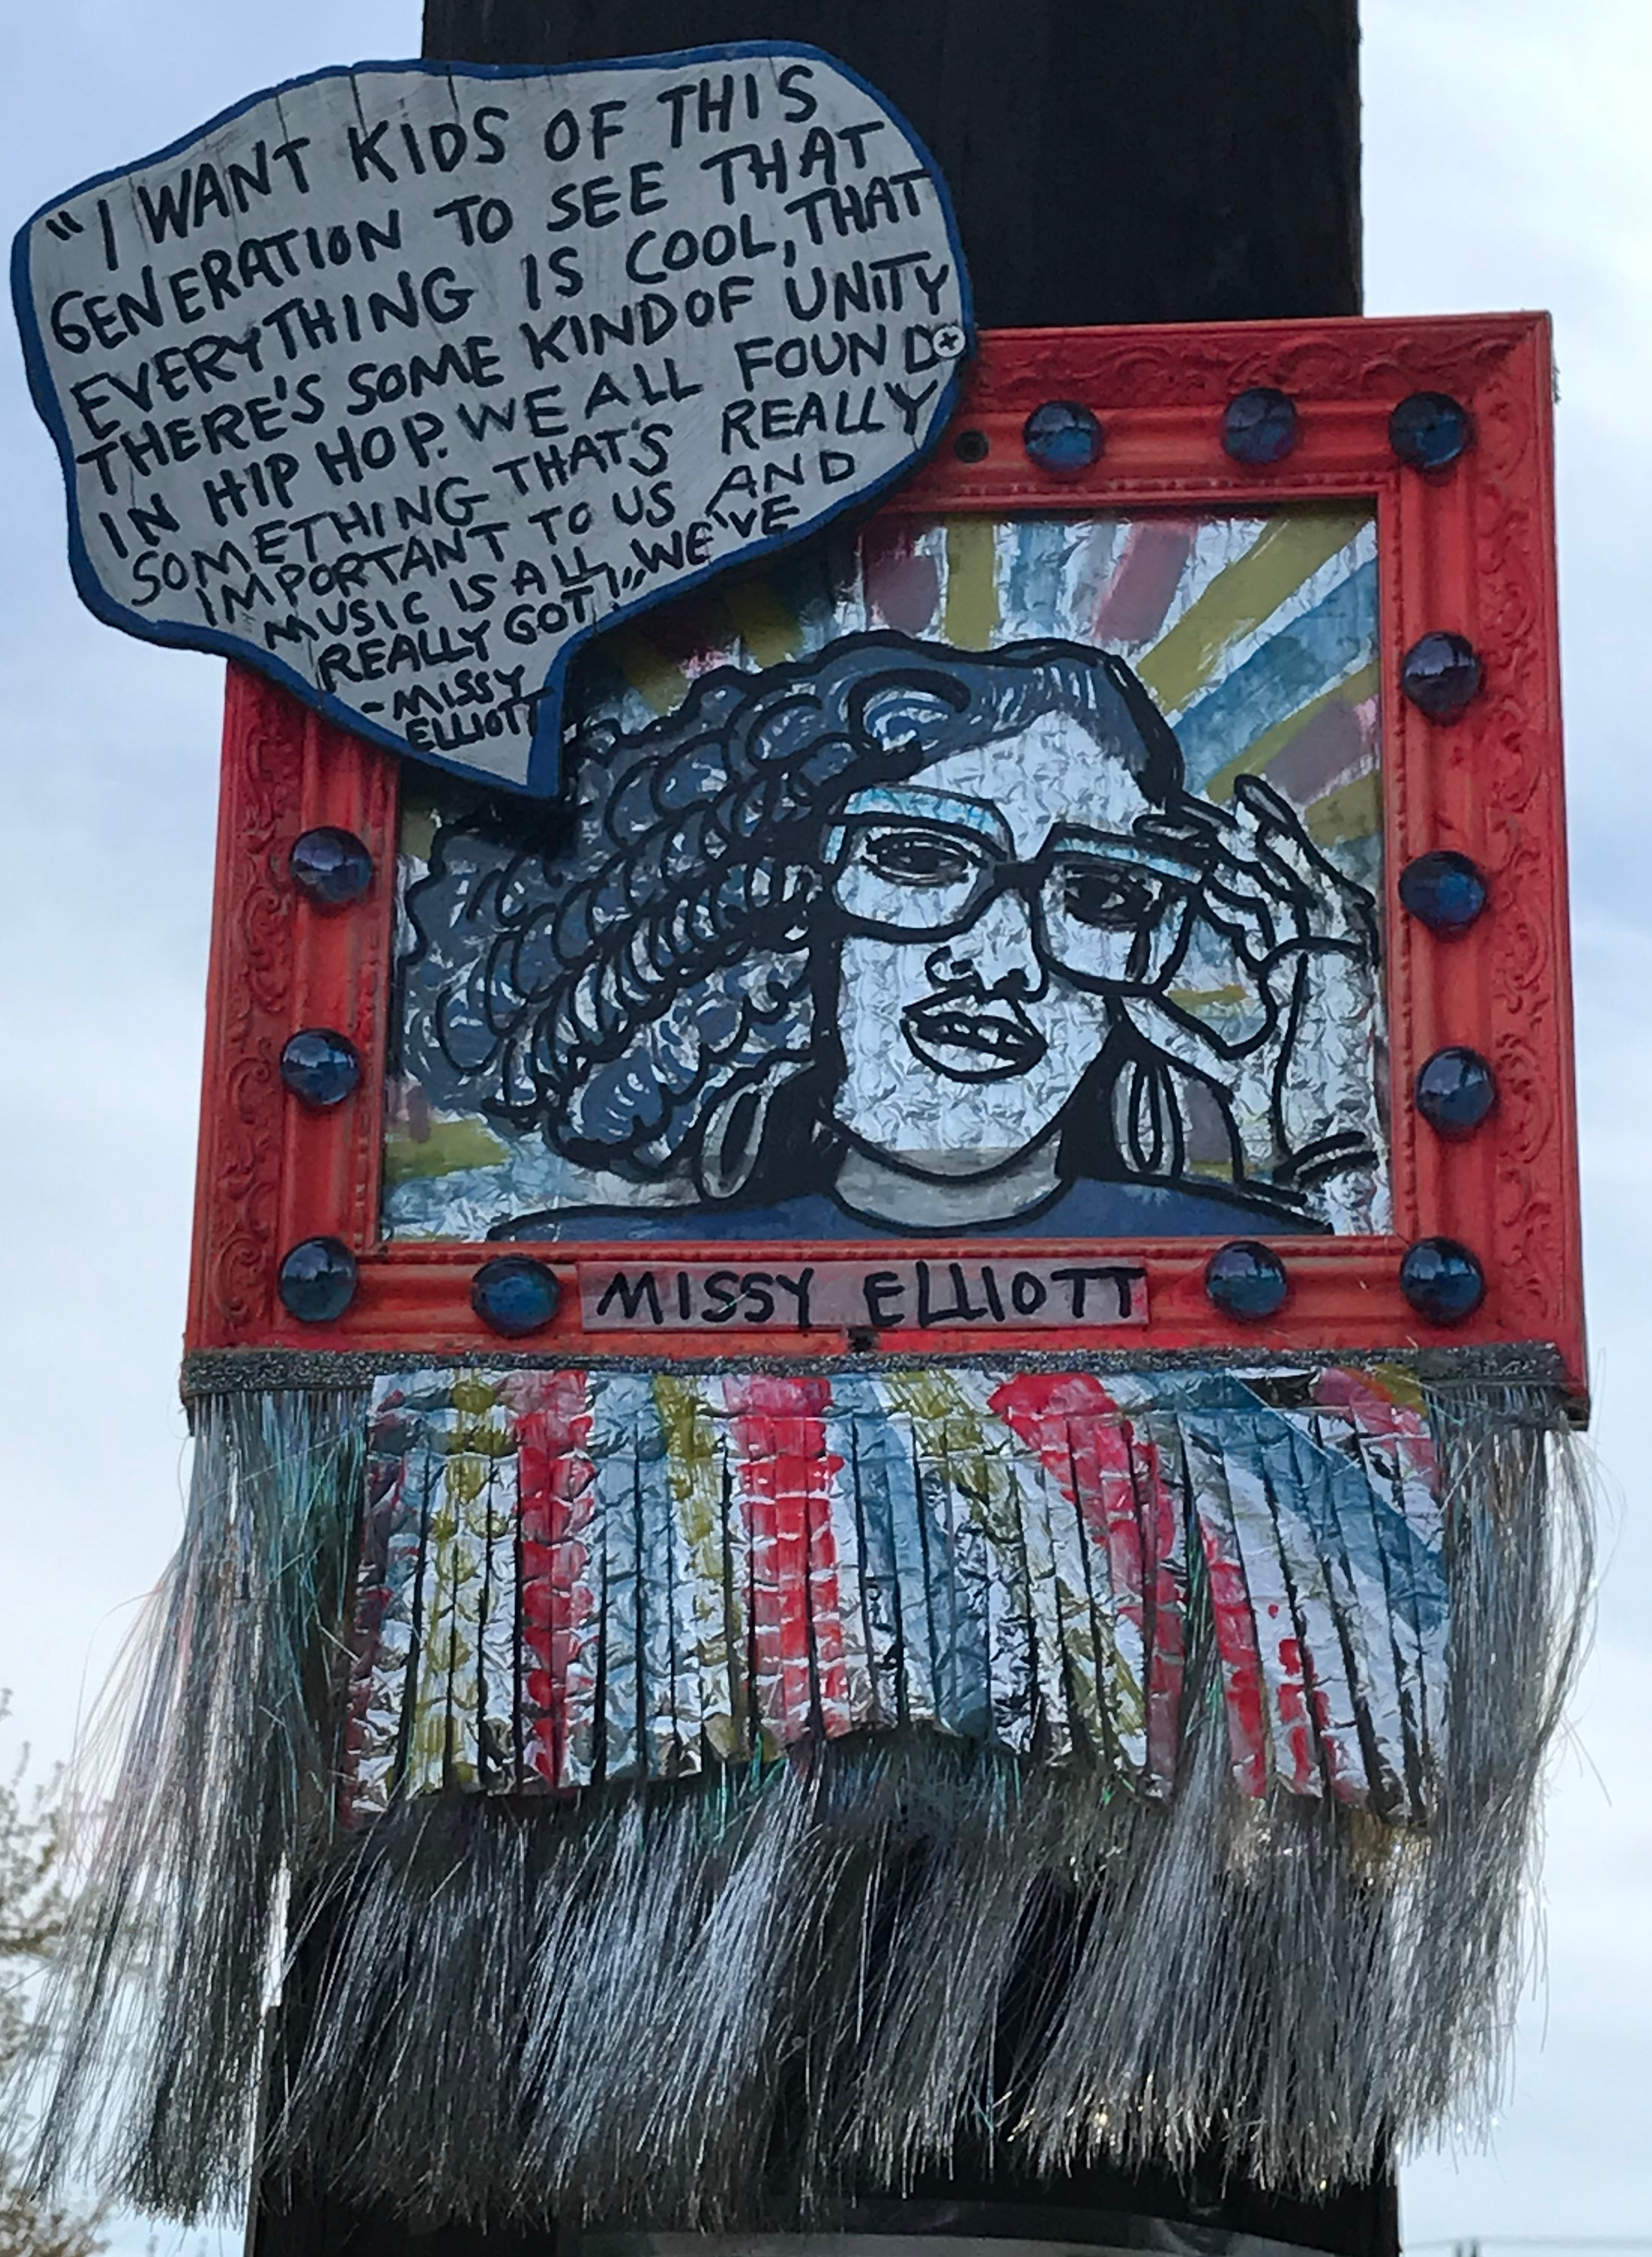 "I WANT KIDS OF THIS
GENERATION TO SEE THAT
EVERYTHING IS COOL, THAT
THERE'S SOME KIND OF UNITY
IN HIP HOP. WE ALL FOUND
SOMETHING THAT'S REALLY
IMPORTANT TO US AND
MUSIC IS ALL WE'VE
REALLY GOT!"
-MISSY
ELLIOTT
MISSY ELLIOTT